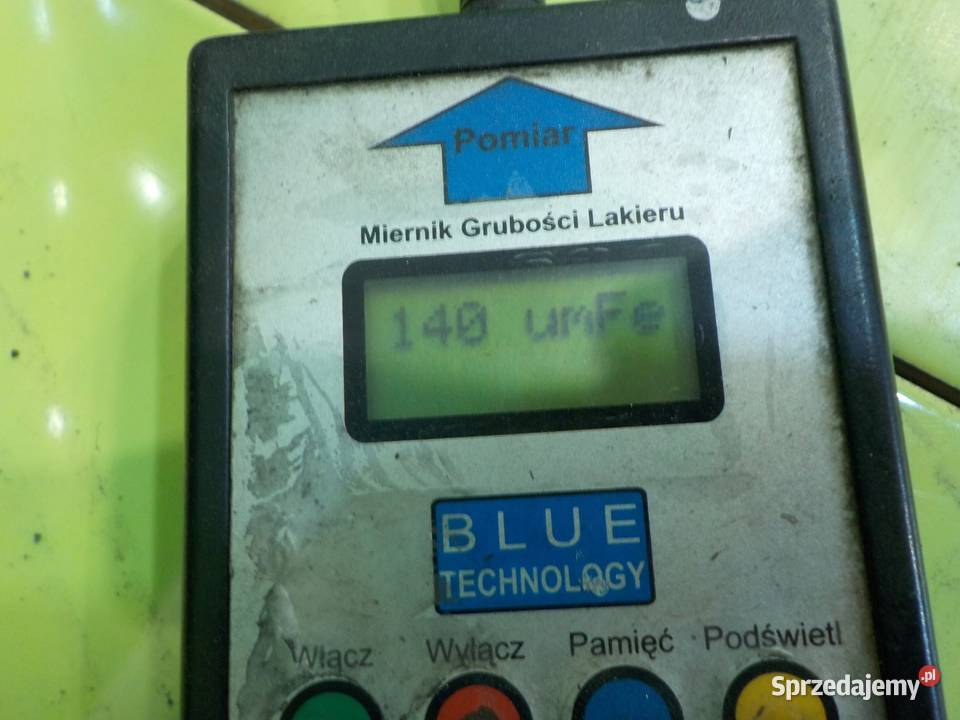 Pomiar
Miernik Grubości Lakieru
140 umFe
BLUE
TECHNOLOGY
Włącz Wyłącz Pamięć Podświetl
Sprzedajemy.pl